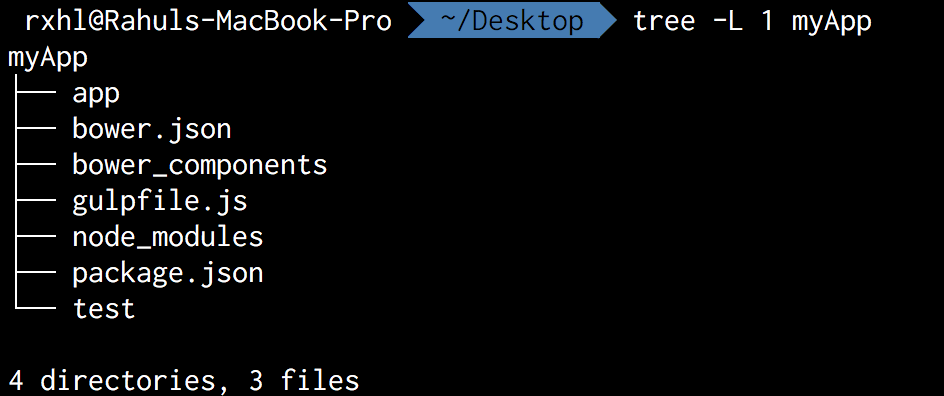 rxhl@Rahuls-MacBook-Pro ~/Desktop tree -L 1 myApp
myApp
├── app
├── bower.json
├── bower_components
├── gulpfile.js
├── node_modules
├── package.json
└── test
4 directories, 3 files